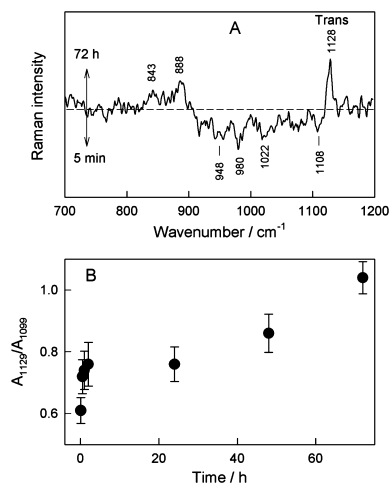 Trans
A
1128
72 h
843
888
5 min
948
980
1022
1108
Raman intensity
700 800 900 1000 1100 1200
Wavenumber / cm⁻¹
B
1.0
0.8
0.6
A₁₁₂₉/A₁₀₉₉
0 20 40 60
Time / h